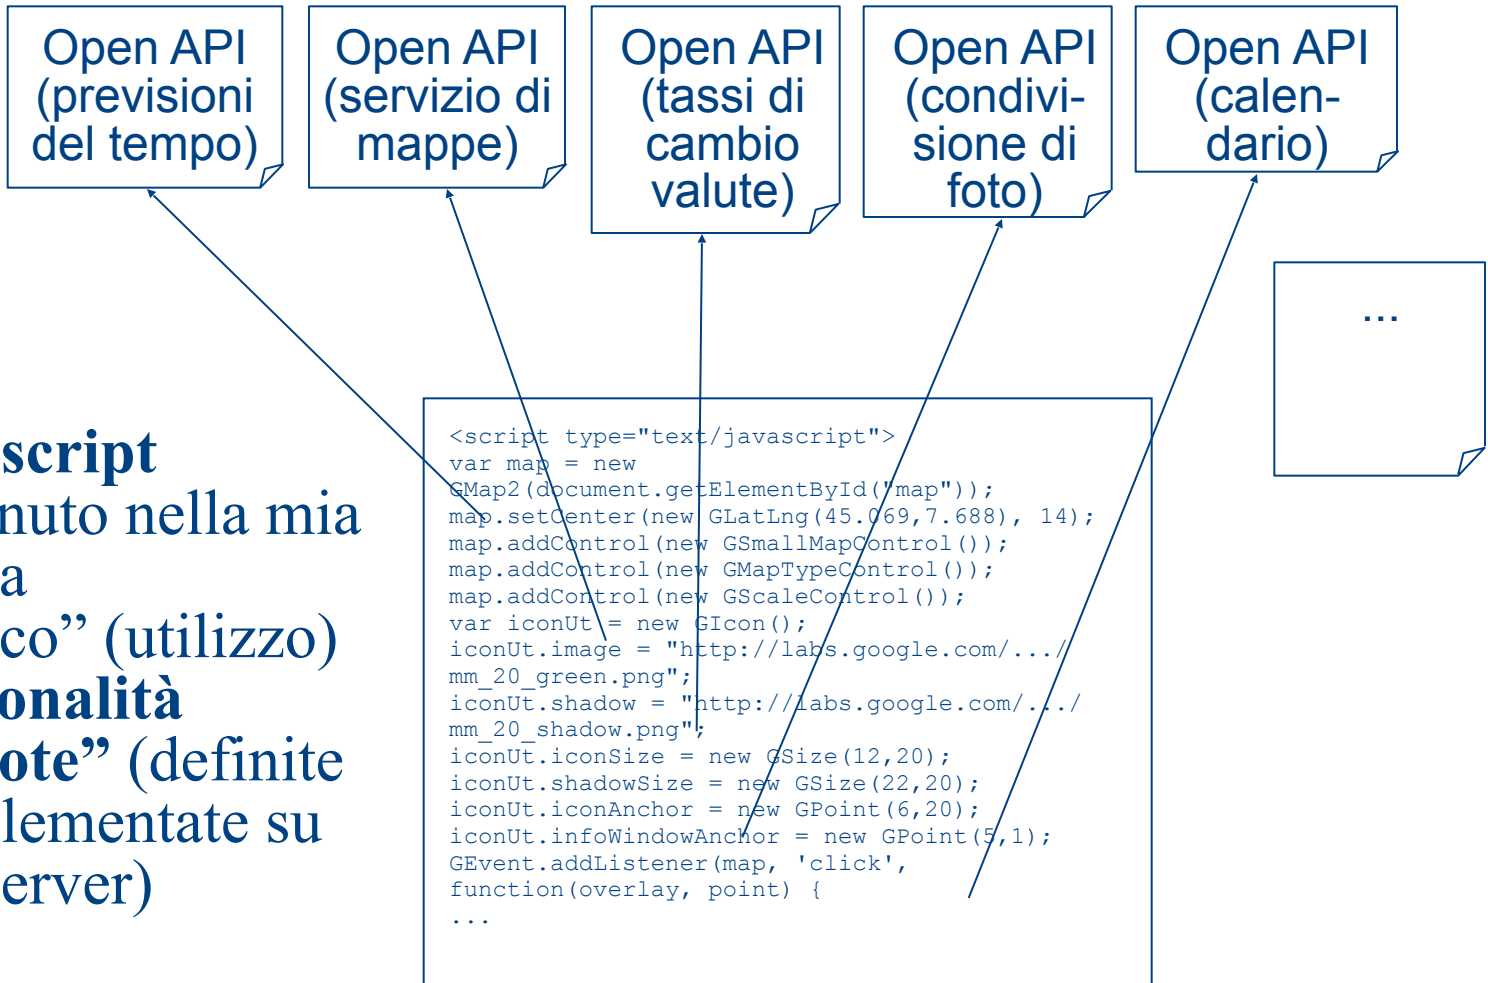 Open API
(previsioni
del tempo)
Open API
(servizio di
mappe)
Open API
(tassi di
cambio
valute)
Open API
(condivi-
sione di
foto)
Open API
(calen-
dario)
...
script
nuto nella mia
a
co” (utilizzo)
onalità
ote” (definite
lementate su
erver)
<script type="text/javascript">
var map = new
GMap2(document.getElementById("map"));
map.setCenter(new GLatLng(45.069,7.688), 14);
map.addControl(new GSmallMapControl());
map.addControl(new GMapTypeControl());
map.addControl(new GScaleControl());
var iconUt = new GIcon();
iconUt.image = "http://labs.google.com/.../
mm_20_green.png";
iconUt.shadow = "http://labs.google.com/.../
mm_20_shadow.png";
iconUt.iconSize = new GSize(12,20);
iconUt.shadowSize = new GSize(22,20);
iconUt.iconAnchor = new GPoint(6,20);
iconUt.infoWindowAnchor = new GPoint(5,1);
GEvent.addListener(map, 'click',
function(overlay, point) {
...